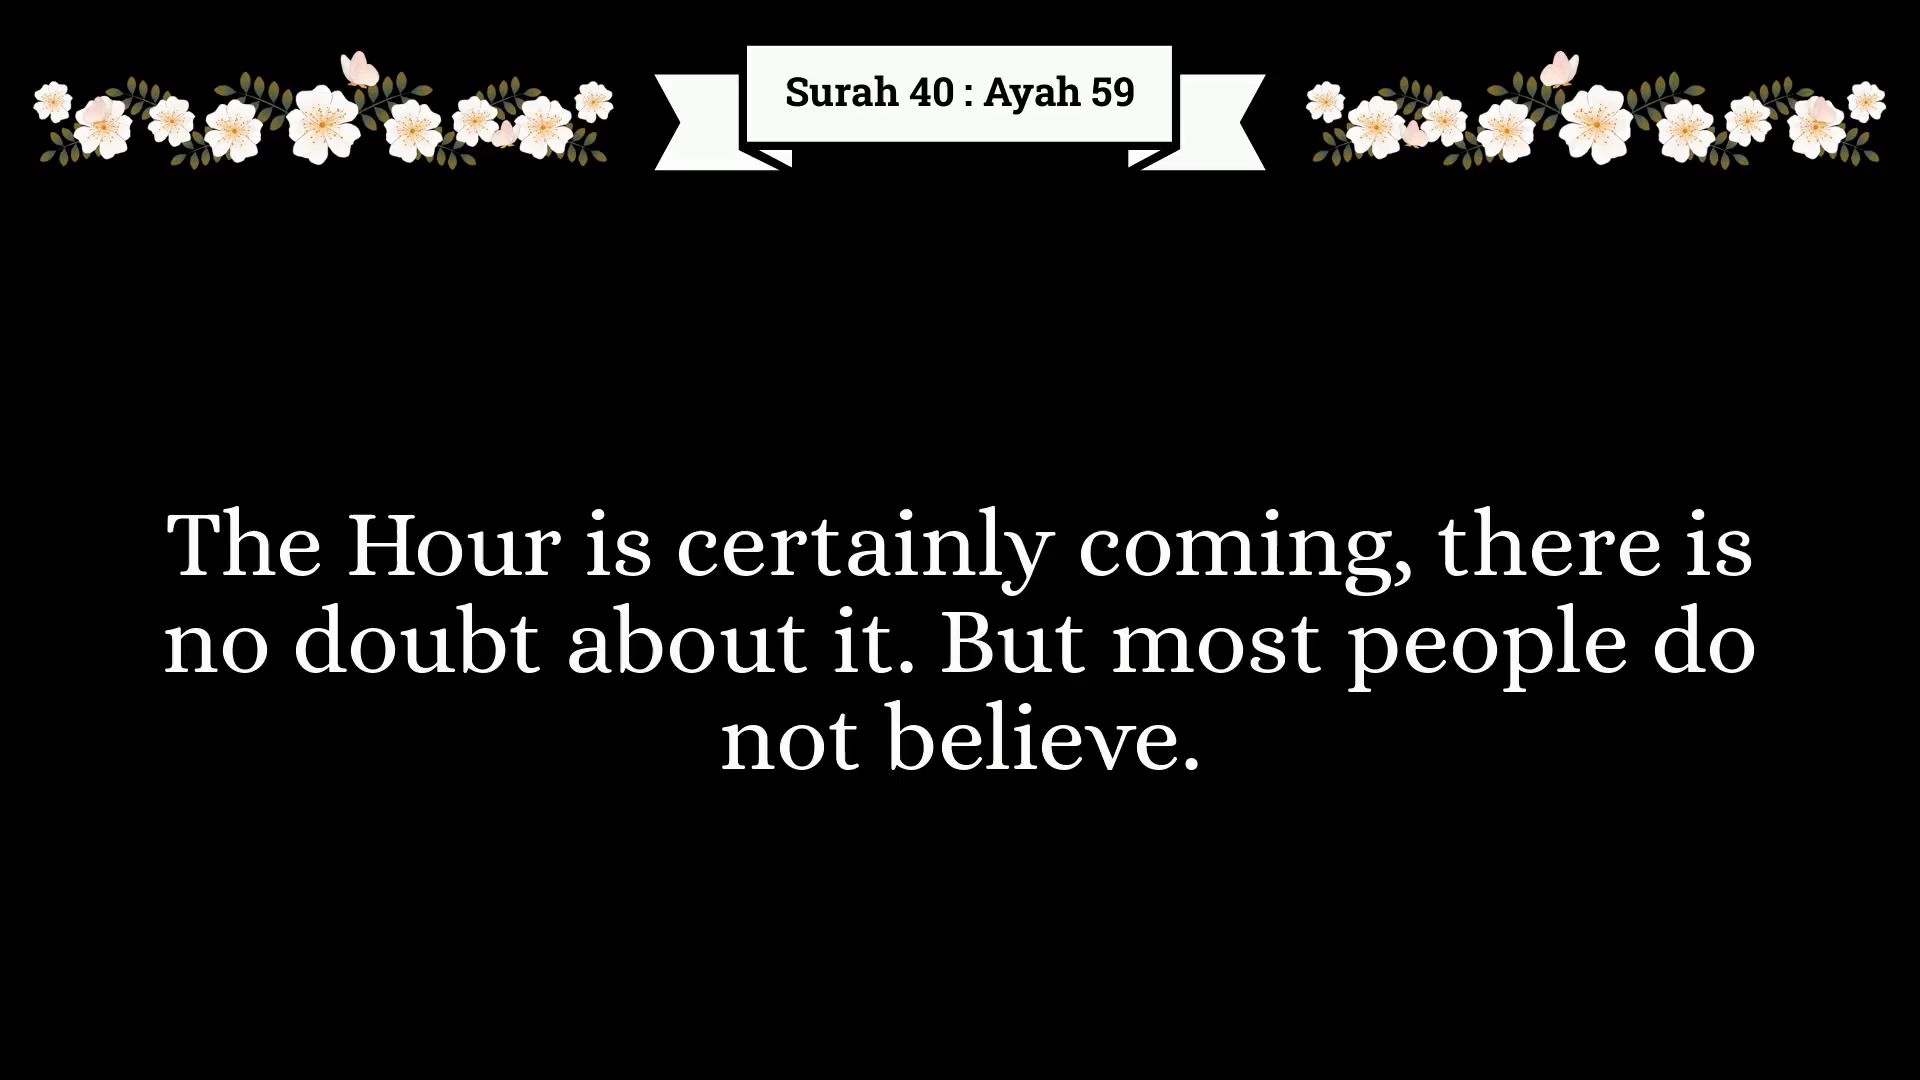 Surah 40 : Ayah 59
The Hour is certainly coming, there is
no doubt about it. But most people do
not believe.